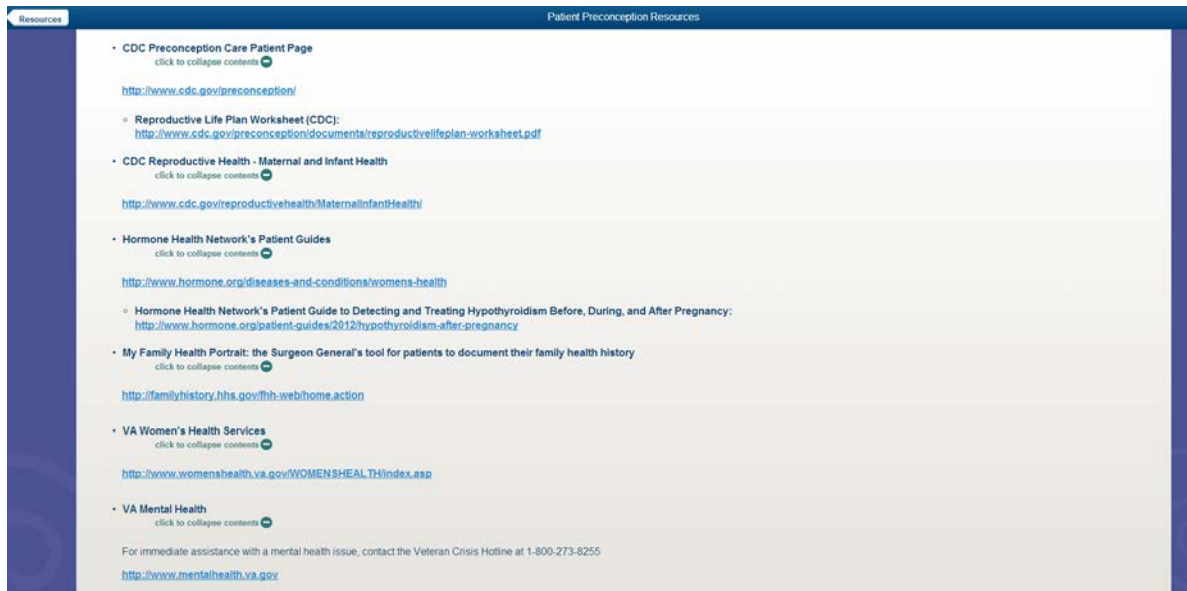 Resources
Patient Preconception Resources
• CDC Preconception Care Patient Page
click to collapse contents
http://www.cdc.gov/preconception/
○ Reproductive Life Plan Worksheet (CDC):
http://www.cdc.gov/preconception/documents/reproductivelifeplan-worksheet.pdf
• CDC Reproductive Health - Maternal and Infant Health
click to collapse contents
http://www.cdc.gov/reproductivehealth/MaternalInfantHealth/
• Hormone Health Network's Patient Guides
click to collapse contents
http://www.hormone.org/diseases-and-conditions/womens-health
○ Hormone Health Network's Patient Guide to Detecting and Treating Hypothyroidism Before, During, and After Pregnancy:
http://www.hormone.org/patient-guides/2012/hypothyroidism-after-pregnancy
• My Family Health Portrait: the Surgeon General's tool for patients to document their family health history
click to collapse contents
http://familyhistory.hhs.gov/fhh-web/home.action
• VA Women's Health Services
click to collapse contents
http://www.womenshealth.va.gov/WOMENSHEALTH/index.asp
• VA Mental Health
click to collapse contents
For immediate assistance with a mental health issue, contact the Veteran Crisis Hotline at 1-800-273-8255
http://www.mentalhealth.va.gov